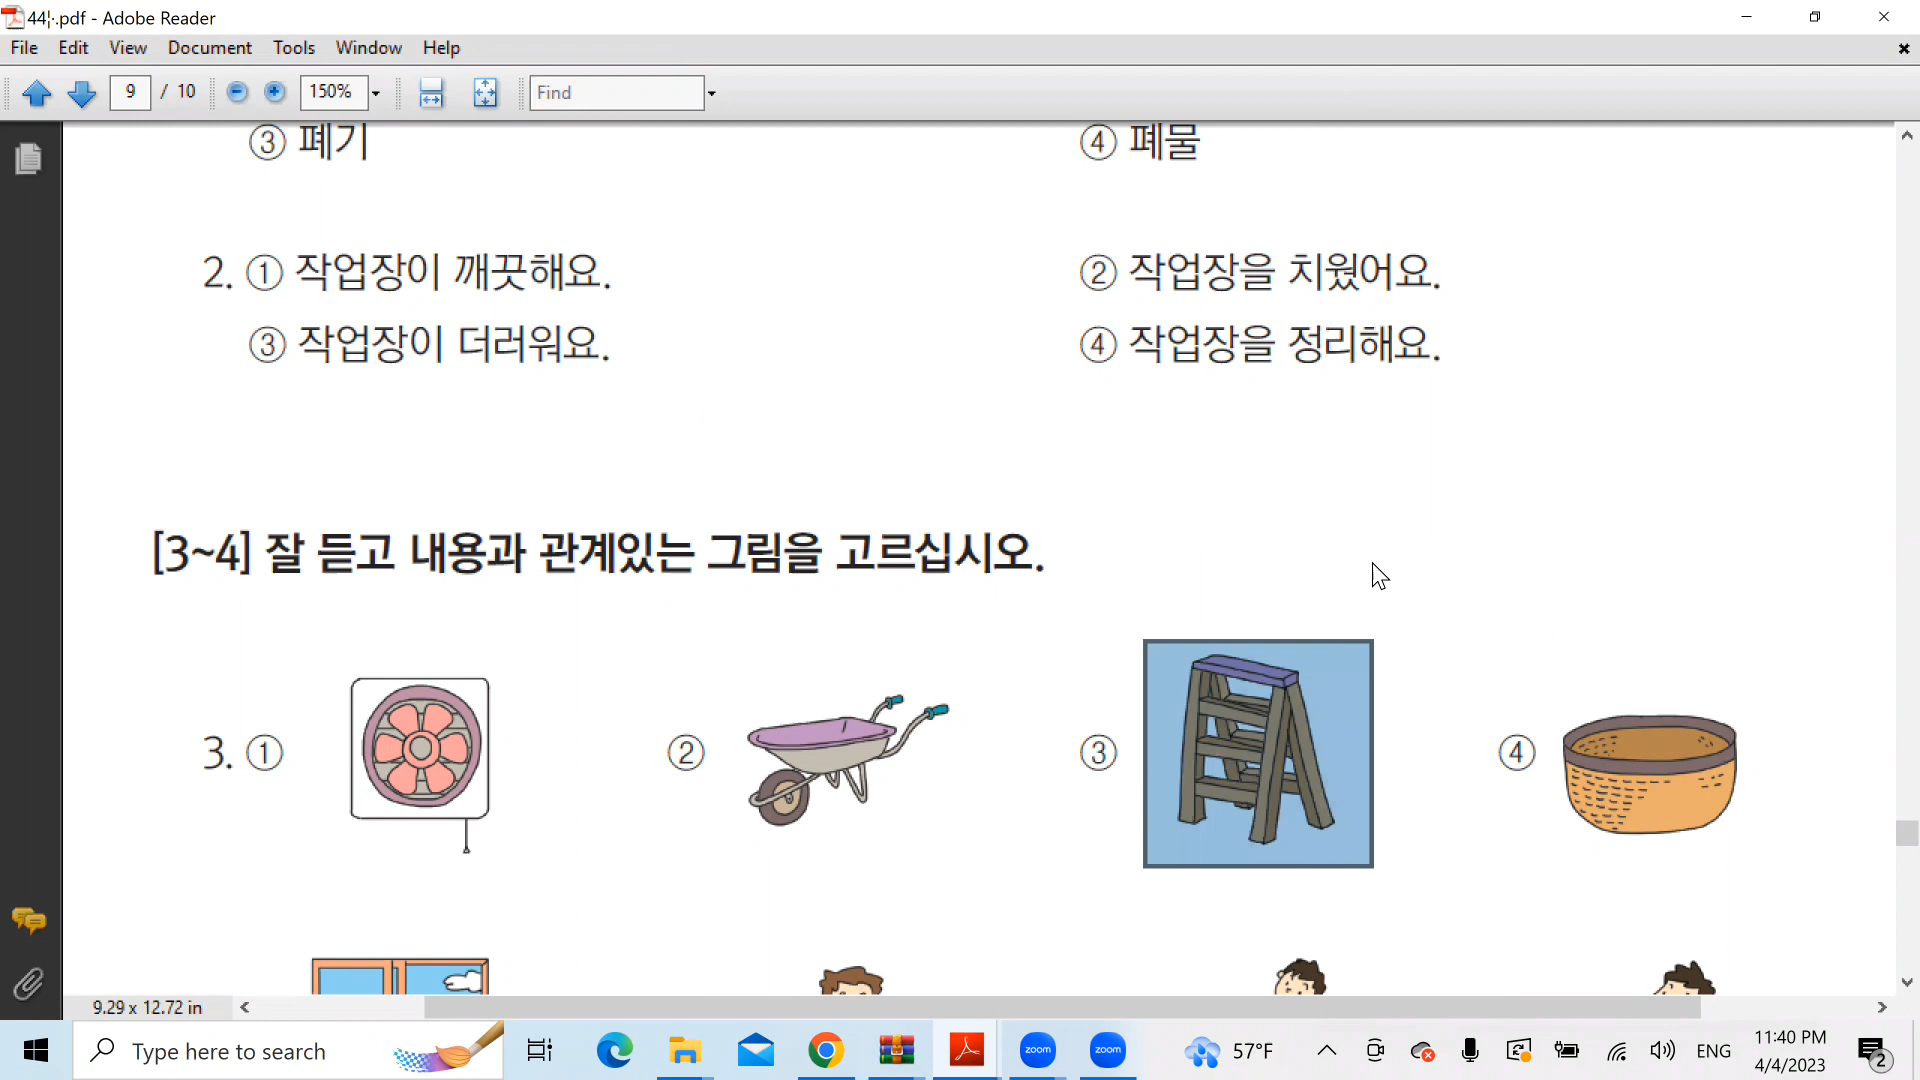 44¦·.pdf - Adobe Reader
File Edit View Document Tools Window Help
9 / 10 150% Find
③ 폐기 ④ 폐물
2. ① 작업장이 깨끗해요. ② 작업장을 치웠어요.
③ 작업장이 더러워요. ④ 작업장을 정리해요.
[3~4] 잘 듣고 내용과 관계있는 그림을 고르십시오.
3. ① ② ③ ④
9.29 x 12.72 in
Type here to search zoom zoom 57°F ENG 11:40 PM
4/4/2023 2